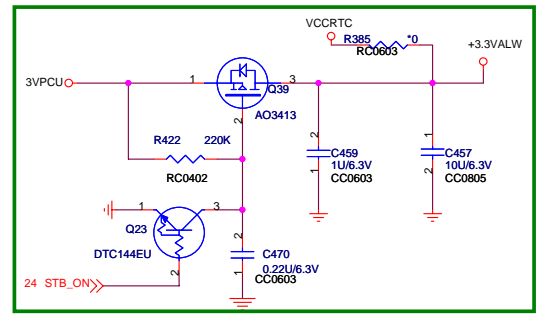 VCCRTC
R385 *0
RC0603
+3.3VALW
3VPCU
1
3
Q39
AO3413
2
R422 220K
RC0402
2
C459
1U/6.3V
CC0603
1
1
C457
10U/6.3V
CC0805
2
1
3
Q23
DTC144EU
2
2
C470
0.22U/6.3V
CC0603
1
24 STB_ON